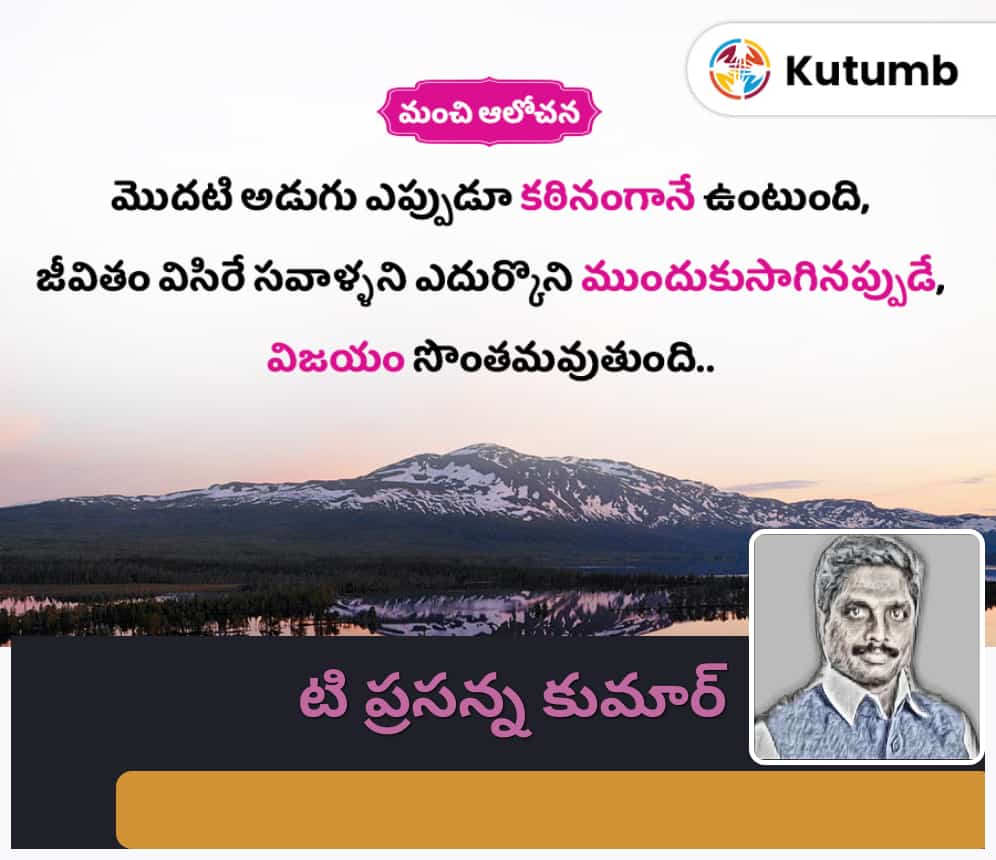 Kutumb
మంచి ఆలోచన
మొదటి అడుగు ఎప్పుడూ కఠినంగానే ఉంటుంది,
జీవితం విసిరే సవాళ్ళని ఎదుర్కొని ముందుకుసాగినప్పుడే,
విజయం సొంతమవుతుంది..
టి ప్రసన్న కుమార్